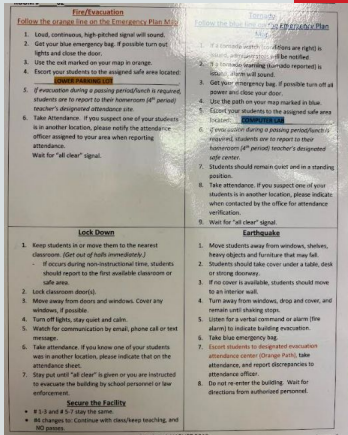 Fire/Evacuation
Follow the orange line on the Emergency Plan Map
1. Loud, continuous, high-pitched signal will sound.
2. Get your blue emergency bag. If possible turn out
lights and close the door.
3. Use the exit marked on your map in orange.
4. Escort your students to the assigned safe area located:
LOWER PARKING LOT
5. If evacuation during a passing period/lunch is required,
students are to report to their homeroom (4th period)
teacher's designated attendance site.
6. Take Attendance. If you suspect one of your students
is in another location, please notify the attendance
officer assigned to your area when reporting
attendance.
Wait for "all clear" signal.
Tornado
Follow the blue line on the Emergency Plan
Map
1. If a tornado watch (conditions are right) is
issued, will be notified.
2. If a tornado warning (tornado reported) is
issued, alarm will sound.
3. Get your emergency bag. If possible turn off all
power and close your door.
4. Use the path on your map marked in blue.
5. Escort your students to the assigned safe area
located: COMPUTER LAB
6. If evacuation during a passing period/lunch is
required, students are to report to their
homeroom (4th period) teacher's designated
safe center.
7. Students should remain quiet and in a standing
position.
8. Take attendance. If you suspect one of your
students is in another location, please indicate
when contacted by the office for attendance
verification.
9. Wait for "all clear" signal.
Lock Down
1. Keep students in or move them to the nearest
classroom. (Get out of halls immediately.)
- If occurs during non-instructional time, students
should report to the first available classroom or
safe area.
2. Lock classroom door(s).
3. Move away from doors and windows. Cover any
windows, if possible.
4. Turn off lights, stay quiet and calm.
5. Watch for communication by email, phone call or text
message.
6. Take attendance. If you know one of your students
was in another location, please indicate that on the
attendance sheet.
7. Stay put until "all clear" is given or you are instructed
to evacuate the building by school personnel or law
enforcement.
Secure the Facility
• # 1-3 and # 5-7 stay the same.
• #4 changes to: Continue with class/keep teaching, and
NO passes.
Earthquake
1. Move students away from windows, shelves,
heavy objects and furniture that may fall.
2. Students should take cover under a table, desk
or strong doorway.
3. If no cover is available, students should move
to an interior wall.
4. Turn away from windows, drop and cover, and
remain until shaking stops.
5. Listen for a verbal command or alarm (fire
alarm) to indicate building evacuation.
6. Take blue emergency bag.
7. Escort students to designated evacuation
attendance center (Orange Path), take
attendance, and report discrepancies to
attendance officer.
8. Do not re-enter the building. Wait for
directions from authorized personnel.